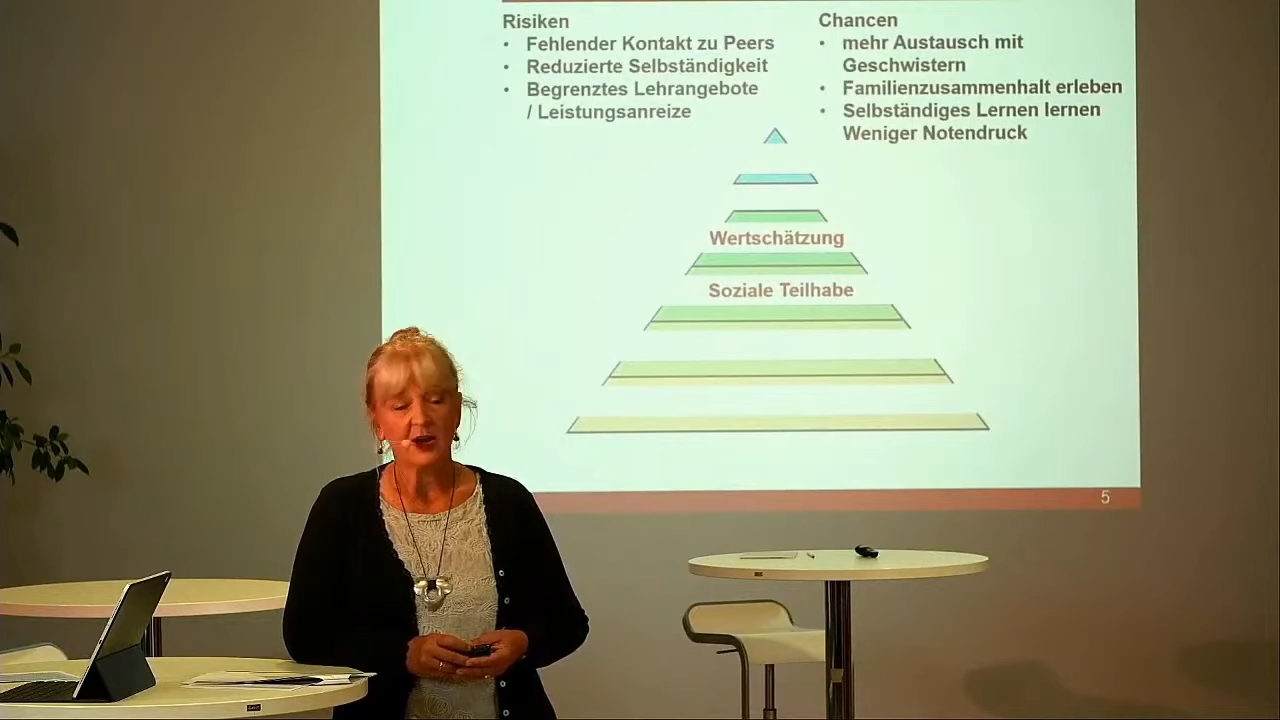 Risiken
• Fehlender Kontakt zu Peers
• Reduzierte Selbständigkeit
• Begrenztes Lehrangebote
/ Leistungsanreize
Chancen
• mehr Austausch mit
Geschwistern
• Familienzusammenhalt erleben
• Selbständiges Lernen lernen
Weniger Notendruck
Wertschätzung
Soziale Teilhabe
5